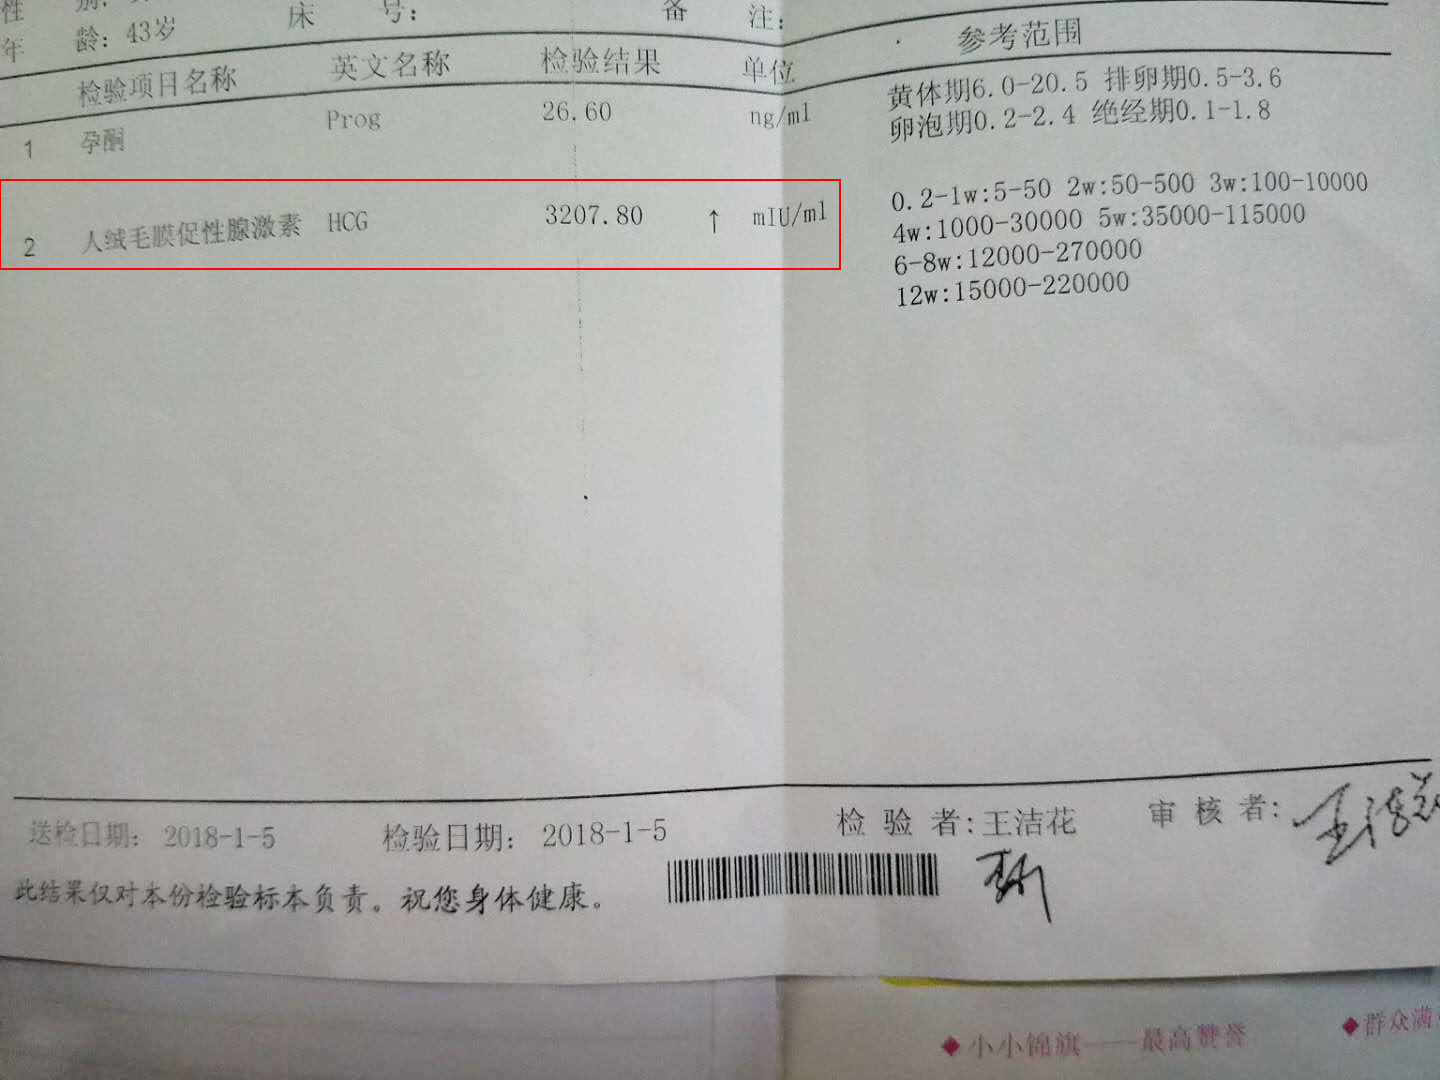 性 别:
年 龄: 43岁 床 号: 备 注:
检验项目名称 英文名称 检验结果 单位 参考范围
1 孕酮 Prog 26.60 ng/ml 黄体期6.0-20.5 排卵期0.5-3.6
卵泡期0.2-2.4 绝经期0.1-1.8
2 人绒毛膜促性腺激素 HCG 3207.80 ↑ mIU/ml 0.2-1w:5-50 2w:50-500 3w:100-10000
4w:1000-30000 5w:35000-115000
6-8w:12000-270000
12w:15000-220000
送检日期: 2018-1-5 检验日期: 2018-1-5 检 验 者:王洁花 审 核 者:
此结果仅对本份检验标本负责。祝您身体健康。
◆小小锦旗——最高赞誉 ◆群众满